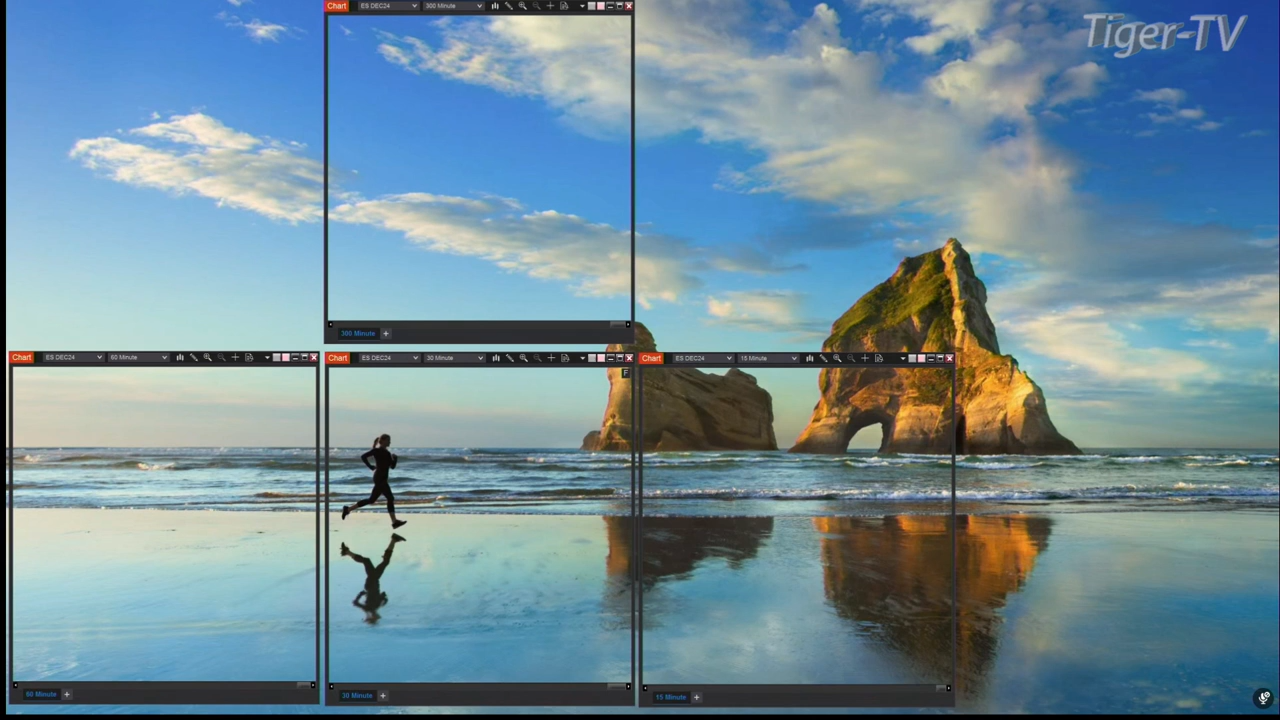 Chart ES DEC24 300 Minute
Tiger-TV
300 Minute +
Chart ES DEC24 60 Minute
Chart ES DEC24 30 Minute
Chart ES DEC24 15 Minute
F
60 Minute +
30 Minute +
15 Minute +